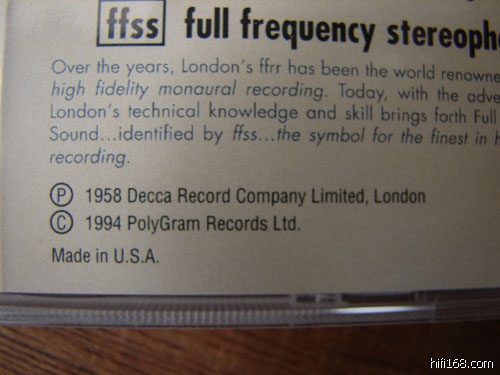 ffss full frequency stereopho
Over the years, London's ffrr has been the world renowne
high fidelity monaural recording. Today, with the adve
London's technical knowledge and skill brings forth Full
Sound...identified by ffss...the symbol for the finest in h
recording.
Ⓟ 1958 Decca Record Company Limited, London
© 1994 PolyGram Records Ltd.
Made in U.S.A.
hifi168.com